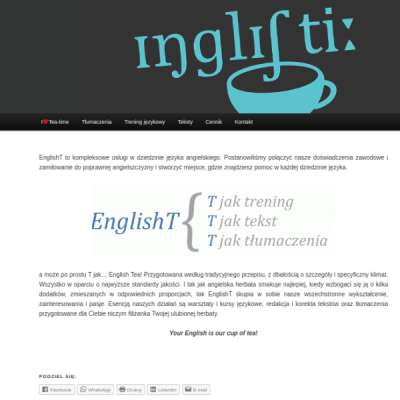 ɪŋglɪʃ tiː
I❤Tea-time Tłumaczenia Trening językowy Teksty Cennik Kontakt
EnglishT to kompleksowe usługi w dziedzinie języka angielskiego. Postanowiliśmy połączyć nasze doświadczenia zawodowe i
zamiłowanie do poprawnej angielszczyzny i stworzyć miejsce, gdzie znajdziesz pomoc w każdej dziedzinie języka.
T jak trening
EnglishT { T jak tekst
T jak tłumaczenia
a może po prostu T jak... English Tea! Przygotowana według tradycyjnego przepisu, z dbałością o szczegóły i specyficzny klimat.
Wszystko w oparciu o najwyższe standardy jakości. I tak jak angielska herbata smakuje najlepiej, kiedy wzbogaci się ją o kilka
dodatków, zmieszanych w odpowiednich proporcjach, tak EnglishT skupia w sobie nasze wszechstronne wykształcenie,
zainteresowania i pasje. Esencją naszych działań są warsztaty i kursy językowe, redakcja i korekta tekstów oraz tłumaczenia
przygotowane dla Ciebie niczym filiżanka Twojej ulubionej herbaty.
Your English is our cup of tea!
PODZIEL SIĘ:
Facebook WhatsApp Drukuj LinkedIn E-mail